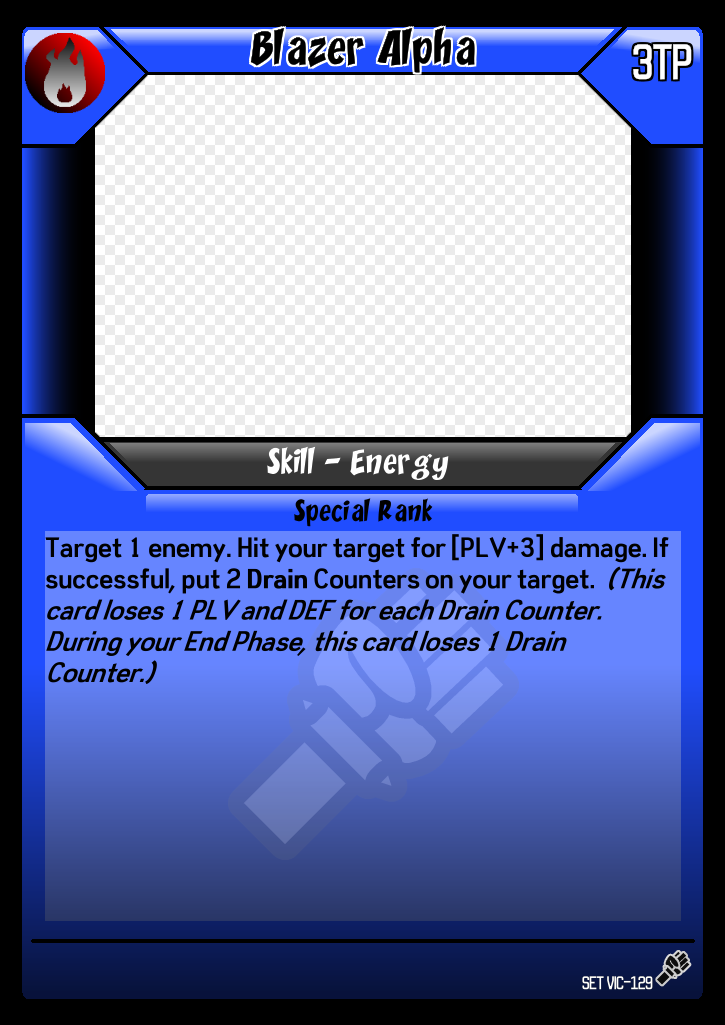 Blazer Alpha
3TP
Skill - Energy
Special Rank
Target 1 enemy. Hit your target for [PLV+3] damage. If
successful, put 2 Drain Counters on your target. (This
card loses 1 PLV and DEF for each Drain Counter.
During your End Phase, this card loses 1 Drain
Counter.)
SET VIC-129